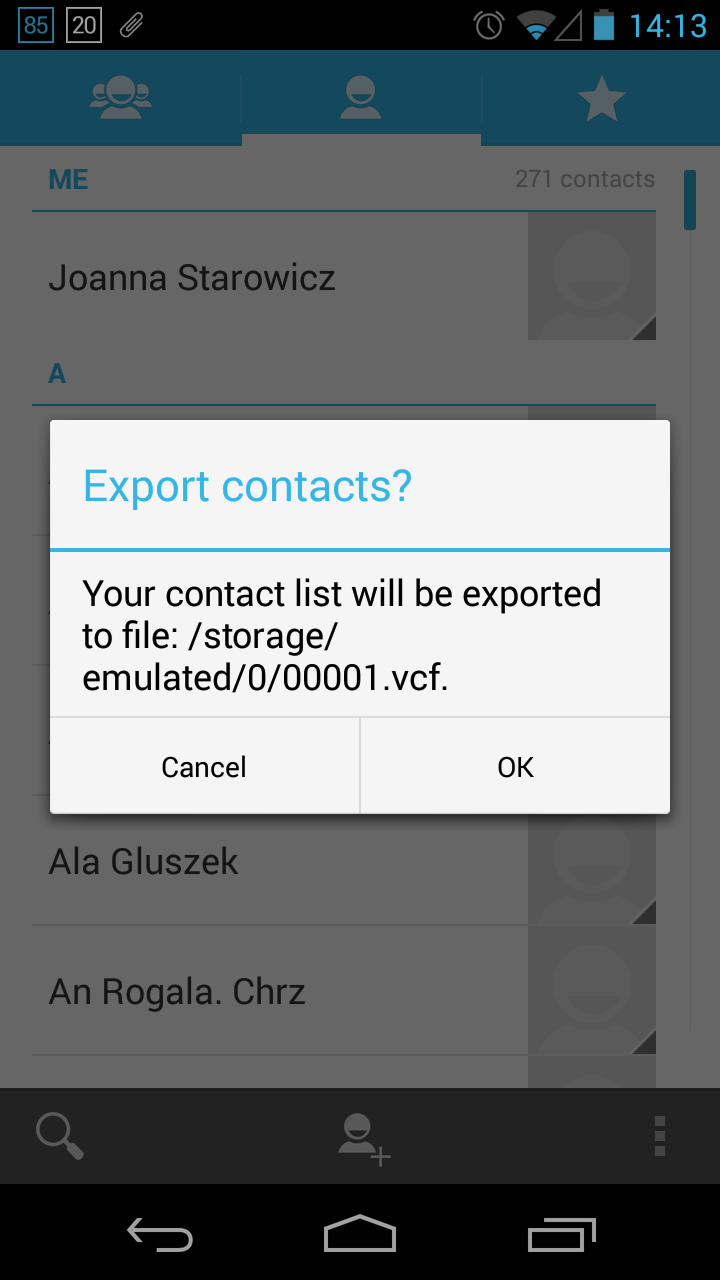 85 20 14:13
ME 271 contacts
Joanna Starowicz
A
Export contacts?
Your contact list will be exported
to file: /storage/
emulated/0/00001.vcf.
Cancel OK
Ala Gluszek
An Rogala. Chrz